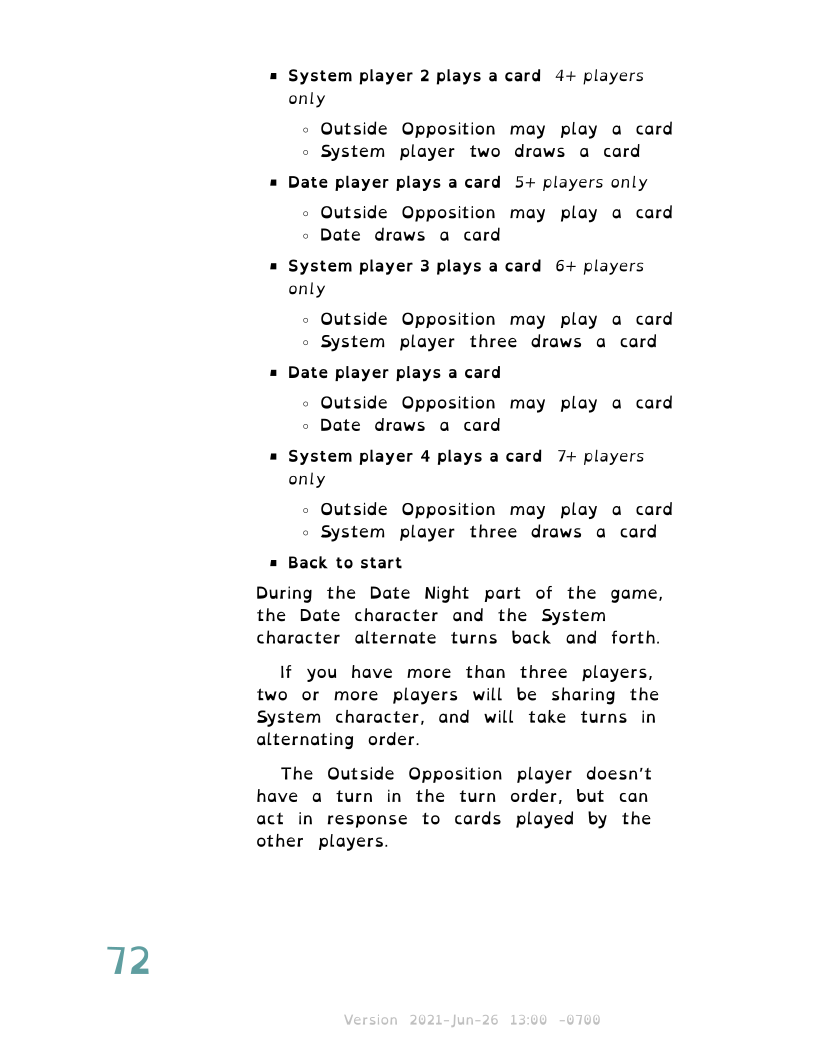 ▪ System player 2 plays a card 4+ players
only
◦ Outside Opposition may play a card
◦ System player two draws a card
▪ Date player plays a card 5+ players only
◦ Outside Opposition may play a card
◦ Date draws a card
▪ System player 3 plays a card 6+ players
only
◦ Outside Opposition may play a card
◦ System player three draws a card
▪ Date player plays a card
◦ Outside Opposition may play a card
◦ Date draws a card
▪ System player 4 plays a card 7+ players
only
◦ Outside Opposition may play a card
◦ System player three draws a card
▪ Back to start
During the Date Night part of the game,
the Date character and the System
character alternate turns back and forth.
If you have more than three players,
two or more players will be sharing the
System character, and will take turns in
alternating order.
The Outside Opposition player doesn't
have a turn in the turn order, but can
act in response to cards played by the
other players.
72
Version 2021-Jun-26 13:00 -0700